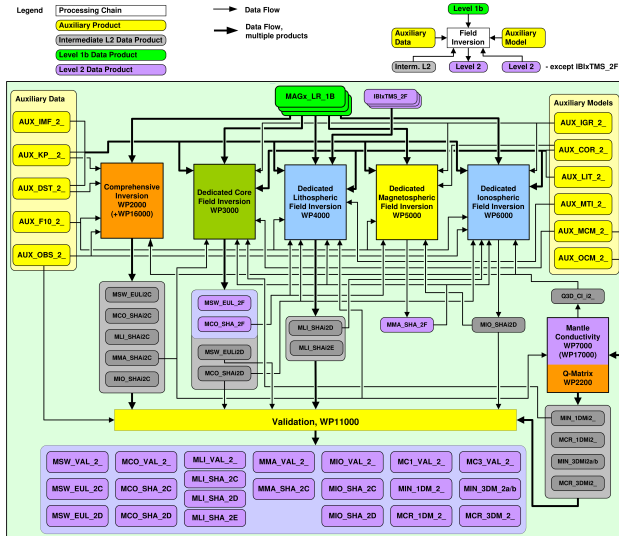 Legend
Processing Chain
Auxiliary Product
Intermediate L2 Data Product
Level 1b Data Product
Level 2 Data Product
Data Flow
Data Flow,
multiple products
Level 1b
Auxiliary
Data
Field
Inversion
Auxiliary
Model
Interm. L2
Level 2
Level 2
- except IBIxTMS_2F
Auxiliary Data
AUX_IMF_2_
AUX_KP__2_
AUX_DST_2_
AUX_F10_2_
AUX_OBS_2_
MAGx_LR_1B
IBIxTMS_2F
Auxiliary Models
AUX_IGR_2_
AUX_COR_2_
AUX_LIT_2_
AUX_MTI_2_
AUX_MCM_2_
AUX_OCM_2_
Comprehensive
Inversion
WP2000
(+WP16000)
Dedicated Core
Field Inversion
WP3000
Dedicated
Lithospheric
Field Inversion
WP4000
Dedicated
Magnetospheric
Field Inversion
WP5000
Dedicated
Ionospheric
Field Inversion
WP6000
MSW_EULi2C
MCO_SHAi2C
MLI_SHAi2C
MMA_SHAi2C
MIO_SHAi2C
MSW_EUL_2F
MCO_SHA_2F
MSW_EULi2D
MCO_SHAi2D
MLI_SHAi2D
MLI_SHAi2E
MMA_SHA_2F
MIO_SHAi2D
Q3D_CI_i2_
Mantle
Conductivity
WP7000
(WP17000)
Q-Matrix
WP2200
MIN_1DMi2_
MCR_1DMi2_
MIN_3DMi2a/b
MCR_3DMi2_
Validation, WP11000
MSW_VAL_2_
MSW_EUL_2C
MSW_EUL_2D
MCO_VAL_2_
MCO_SHA_2C
MCO_SHA_2D
MLI_VAL_2_
MLI_SHA_2C
MLI_SHA_2D
MLI_SHA_2E
MMA_VAL_2_
MMA_SHA_2C
MIO_VAL_2_
MIO_SHA_2C
MIO_SHA_2D
MC1_VAL_2_
MIN_1DM_2_
MCR_1DM_2_
MC3_VAL_2_
MIN_3DM_2a/b
MCR_3DM_2_